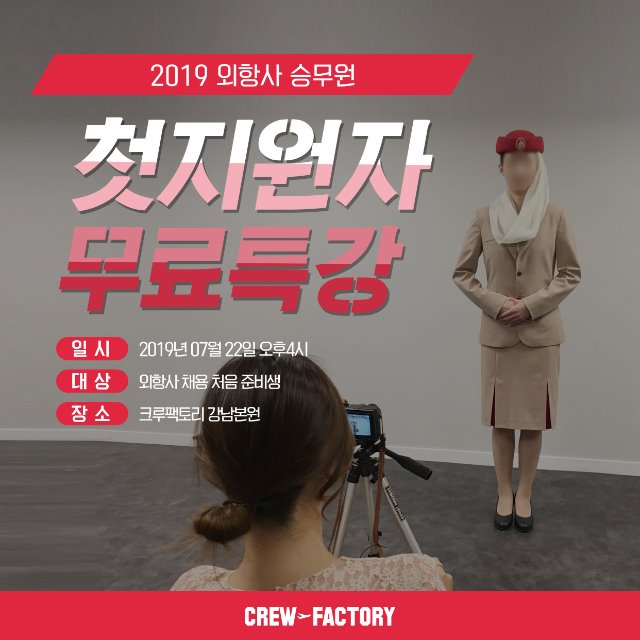 2019 외항사 승무원
첫지원자
무료특강
일 시 2019년 07월 22일 오후4시
대 상 외항사 채용 처음 준비생
장 소 크루팩토리 강남본원
CREW FACTORY